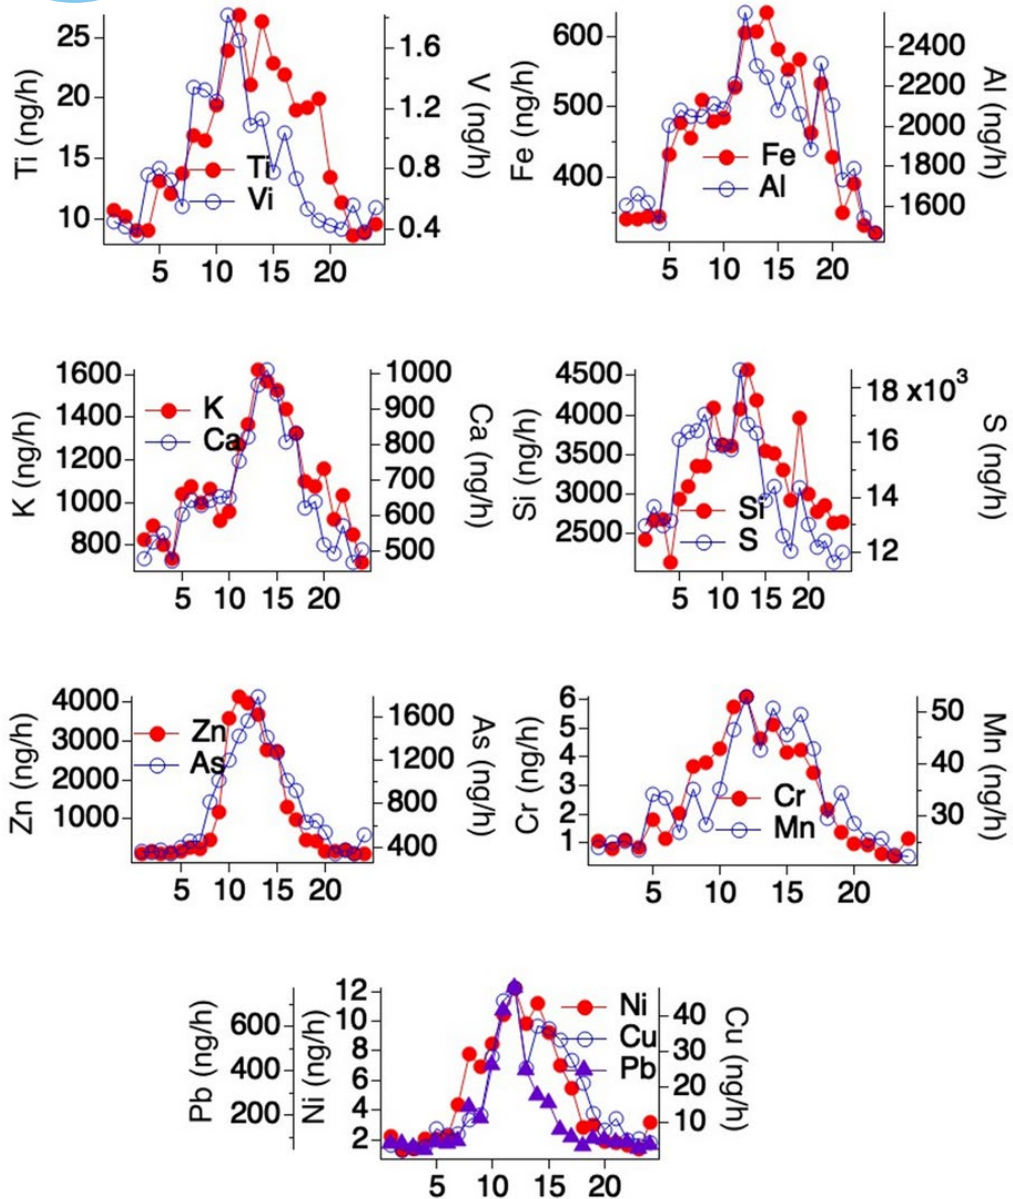 Ti (ng/h)
25
20
15
10
Ti
Vi
5 10 15 20
1.6
1.2
0.8
0.4
V (ng/h)
Fe (ng/h)
600
500
400
Fe
Al
5 10 15 20
2400
2200
2000
1800
1600
Al (ng/h)
K (ng/h)
1600
1400
1200
1000
800
K
Ca
5 10 15 20
1000
900
800
700
600
500
Ca (ng/h)
Si (ng/h)
4500
4000
3500
3000
2500
Si
S
5 10 15 20
18 x10³
16
14
12
S (ng/h)
Zn (ng/h)
4000
3000
2000
1000
Zn
As
5 10 15 20
1600
1200
800
400
As (ng/h)
Cr (ng/h)
6
5
4
3
2
1
Cr
Mn
5 10 15 20
50
40
30
Mn (ng/h)
Pb (ng/h)
600
400
200
Ni (ng/h)
12
10
8
6
4
2
Ni
Cu
Pb
5 10 15 20
40
30
20
10
Cu (ng/h)